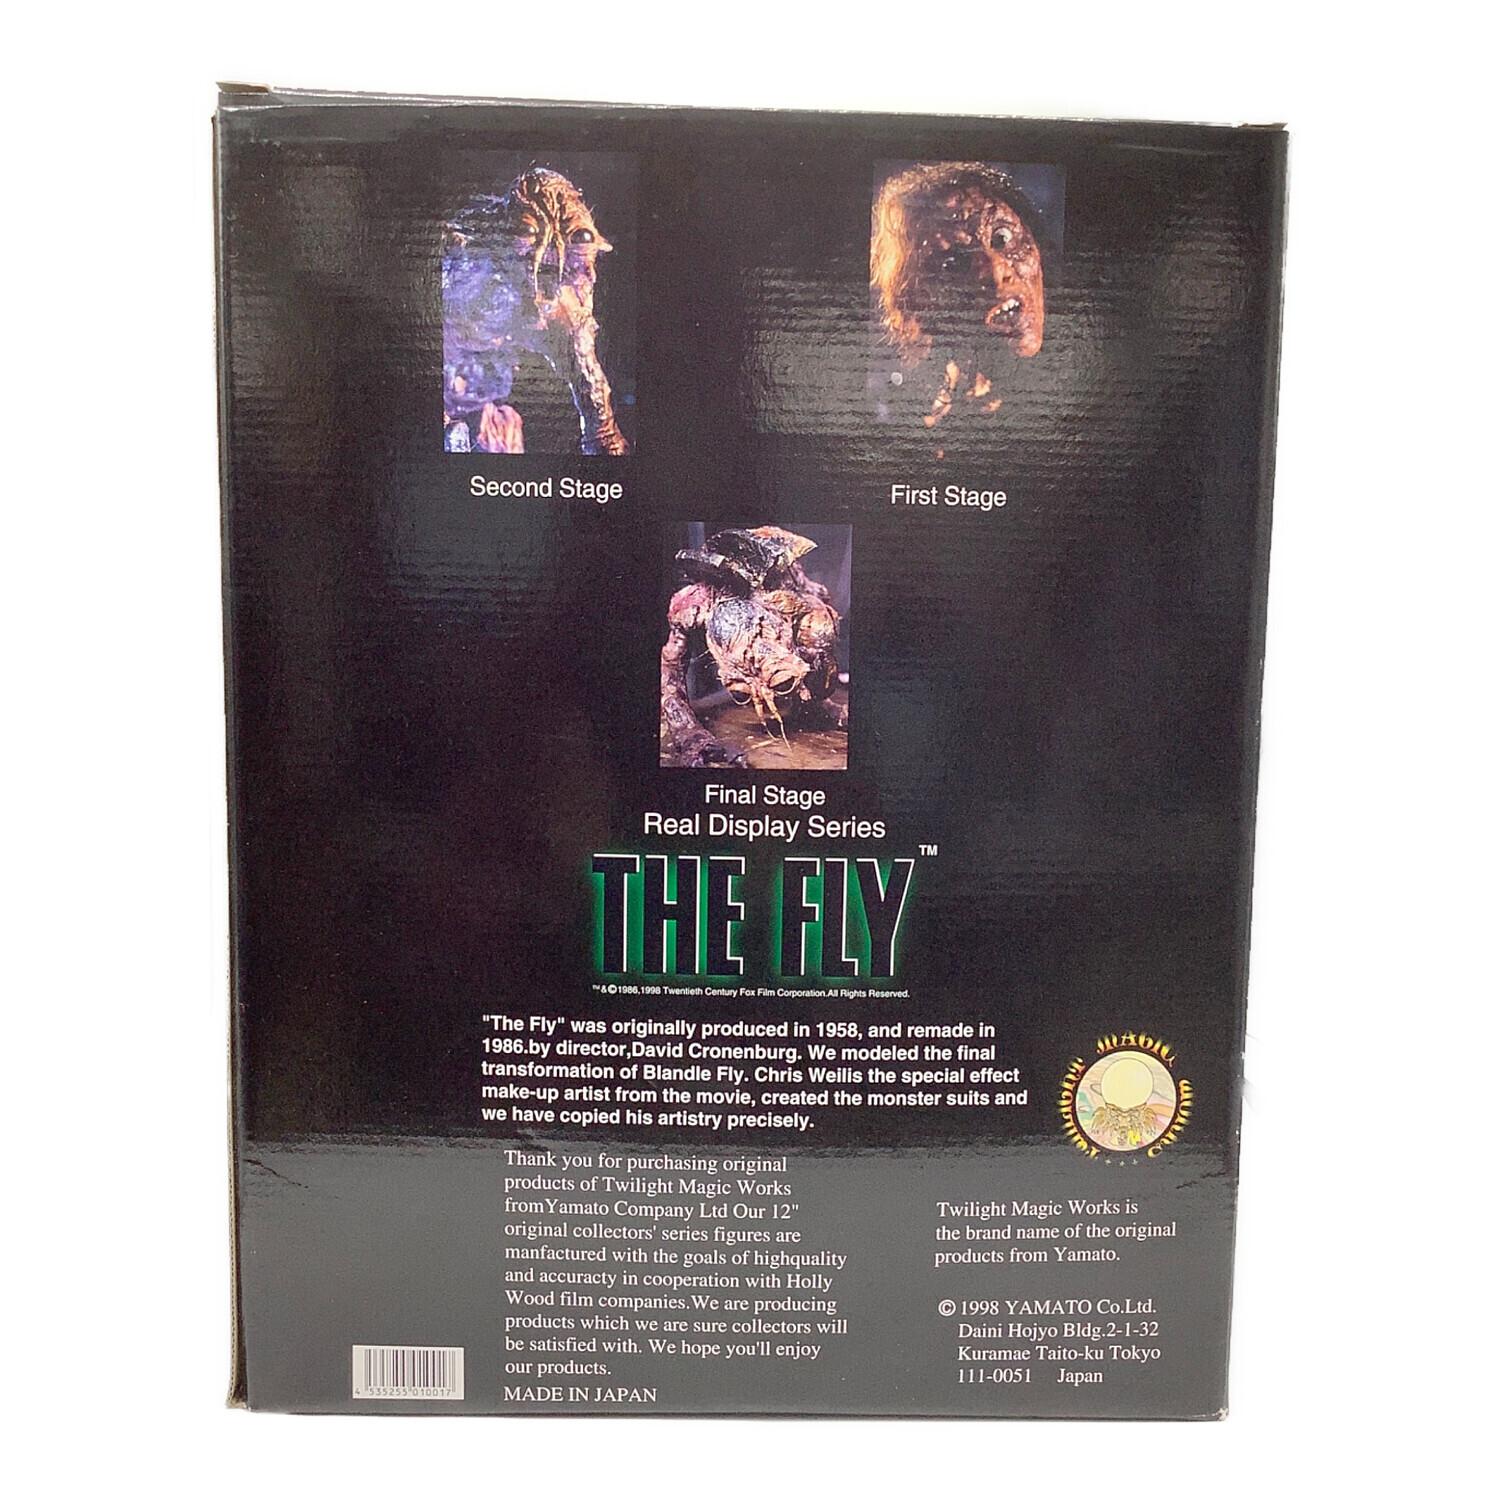 Second Stage
First Stage
Final Stage
Real Display Series
THE FLY™
™&©1986,1998 Twentieth Century Fox Film Corporation.All Rights Reserved.
"The Fly" was originally produced in 1958, and remade in
1986.by director,David Cronenburg. We modeled the final
transformation of Blandle Fly. Chris Weilis the special effect
make-up artist from the movie, created the monster suits and
we have copied his artistry precisely.
TWILIGHT MAGIC WORKS
Thank you for purchasing original
products of Twilight Magic Works
fromYamato Company Ltd Our 12"
original collectors' series figures are
manfactured with the goals of highquality
and accuracty in cooperation with Holly
Wood film companies.We are producing
products which we are sure collectors will
be satisfied with. We hope you'll enjoy
our products.
MADE IN JAPAN
Twilight Magic Works is
the brand name of the original
products from Yamato.
© 1998 YAMATO Co.Ltd.
Daini Hojyo Bldg.2-1-32
Kuramae Taito-ku Tokyo
111-0051 Japan
4 535255 010017